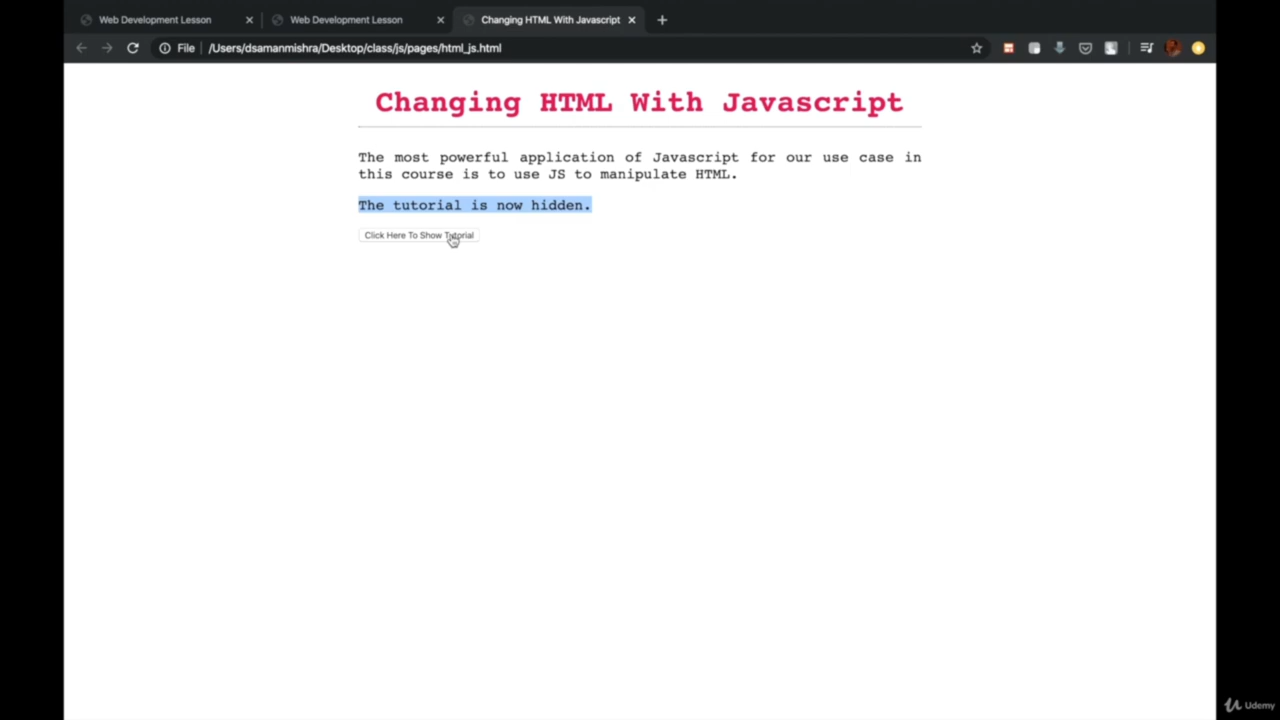 Web Development Lesson
Web Development Lesson
Changing HTML With Javascript
File
/Users/dsamanmishra/Desktop/class/js/pages/html_js.html
Changing HTML With Javascript
The most powerful application of Javascript for our use case in
this course is to use JS to manipulate HTML.
The tutorial is now hidden.
Click Here To Show Tutorial
Udemy